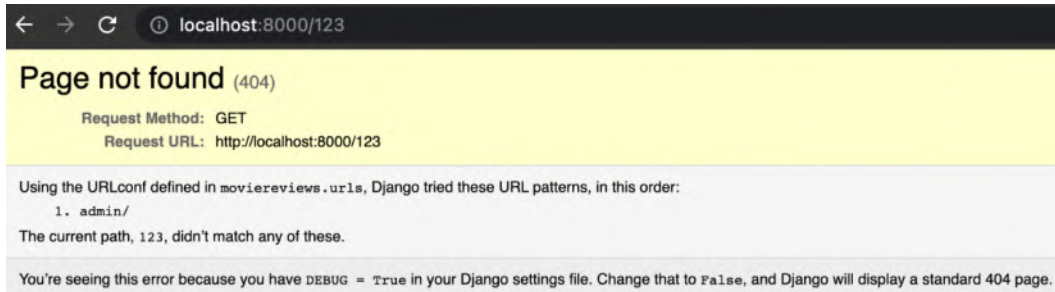 localhost:8000/123
Page not found (404)
Request Method: GET
Request URL: http://localhost:8000/123
Using the URLconf defined in moviereviews.urls, Django tried these URL patterns, in this order:
1. admin/
The current path, 123, didn't match any of these.
You're seeing this error because you have DEBUG = True in your Django settings file. Change that to False, and Django will display a standard 404 page.